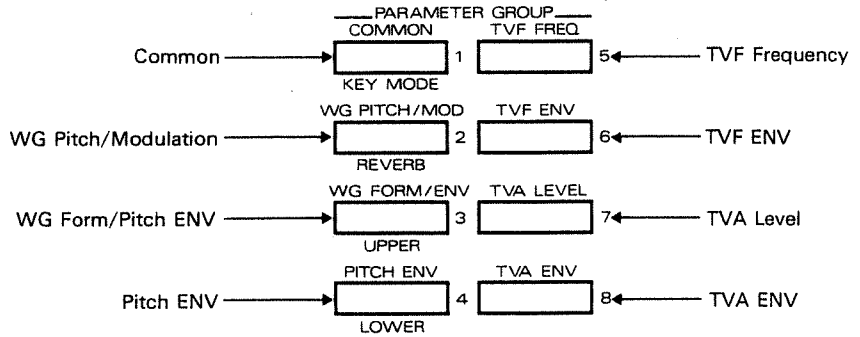 PARAMETER GROUP
COMMON TVF FREQ
Common 1 5 TVF Frequency
KEY MODE
WG PITCH/MOD TVF ENV
WG Pitch/Modulation 2 6 TVF ENV
REVERB
WG FORM/ENV TVA LEVEL
WG Form/Pitch ENV 3 7 TVA Level
UPPER
PITCH ENV TVA ENV
Pitch ENV 4 8 TVA ENV
LOWER